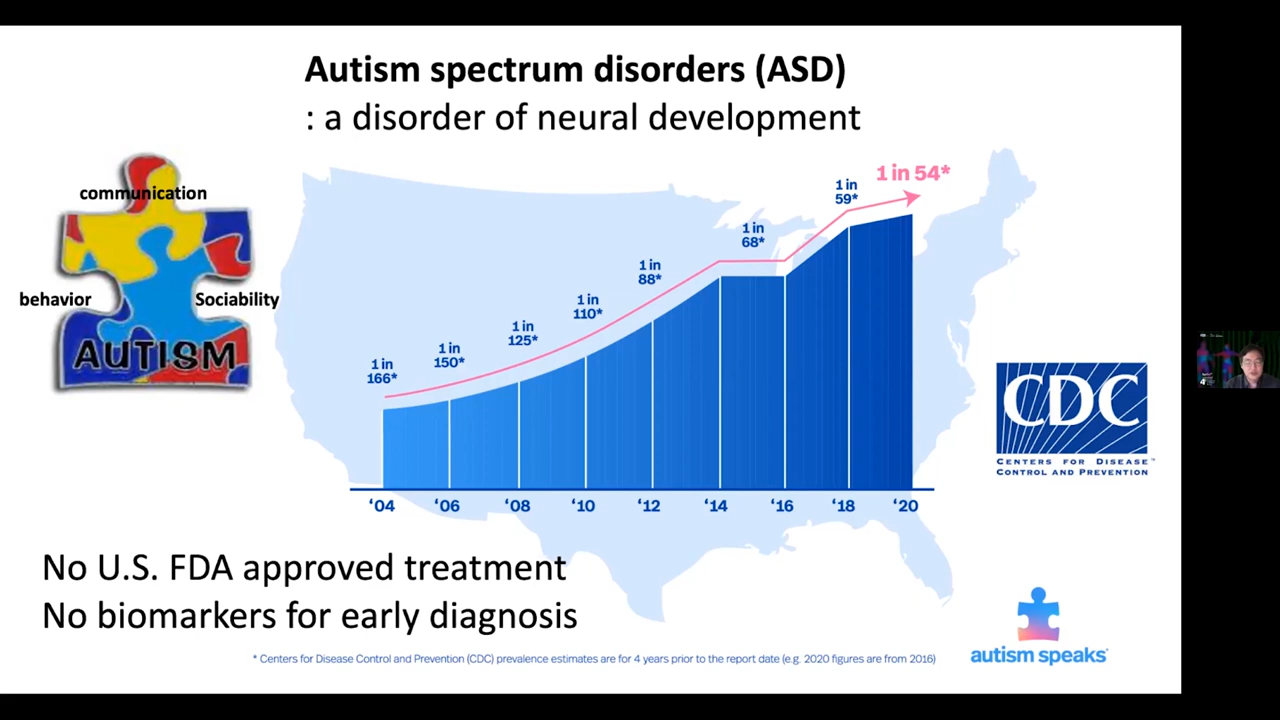 Autism spectrum disorders (ASD)
: a disorder of neural development
communication
behavior
Sociability
AUTISM
1 in
166*
1 in
150*
1 in
125*
1 in
110*
1 in
88*
1 in
68*
1 in
59*
1 in 54*
‘04
‘06
‘08
‘10
‘12
‘14
‘16
‘18
‘20
CDC
CENTERS FOR DISEASE™
CONTROL AND PREVENTION
No U.S. FDA approved treatment
No biomarkers for early diagnosis
* Centers for Disease Control and Prevention (CDC) prevalence estimates are for 4 years prior to the report date (e.g. 2020 figures are from 2016)
autism speaks